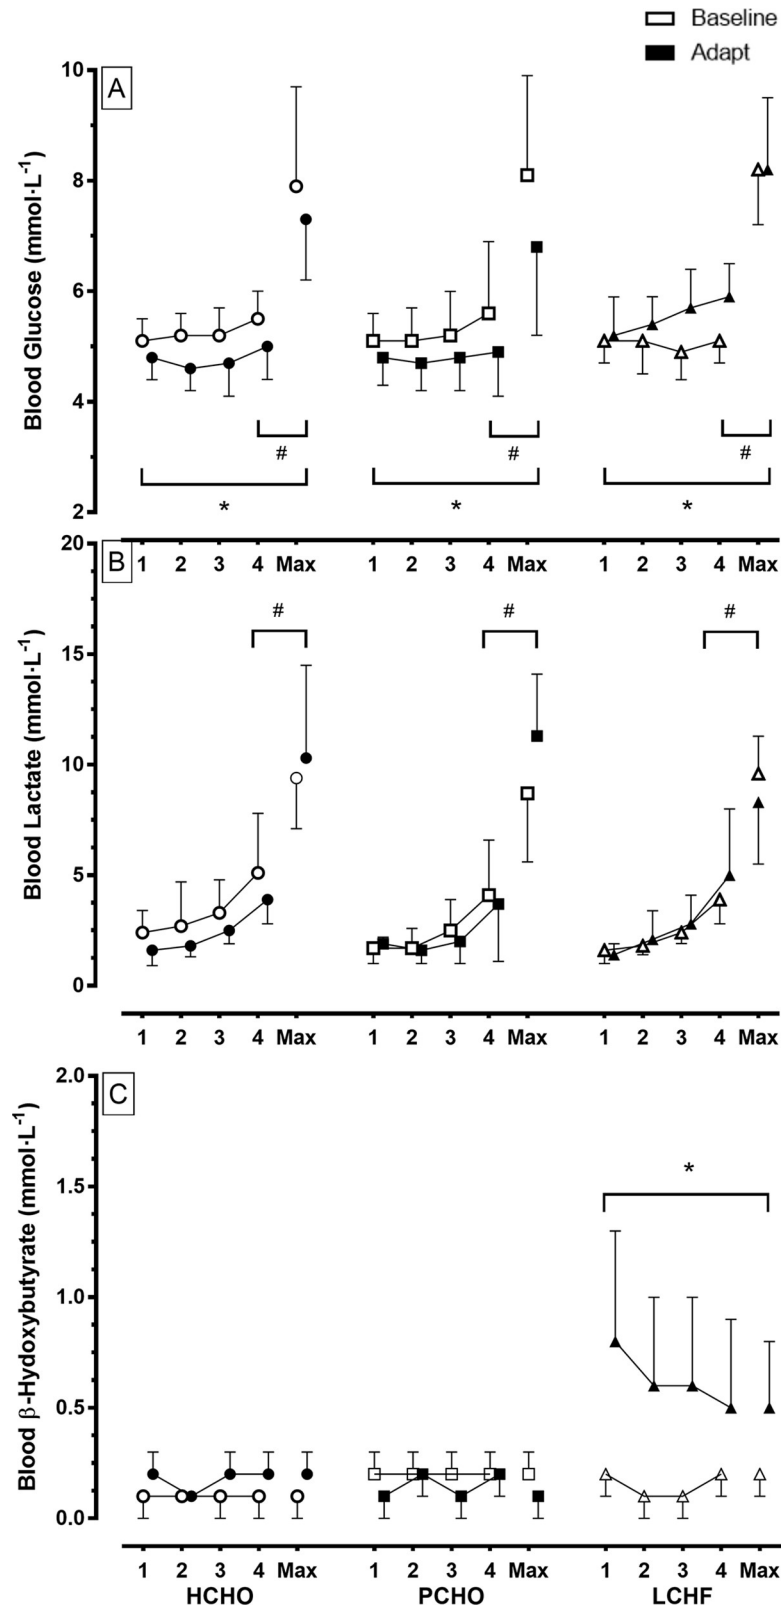 Baseline
Adapt
A
Blood Glucose (mmol·L⁻¹)
10
8
6
4
2
# # #
* * *
1 2 3 4 Max 1 2 3 4 Max 1 2 3 4 Max
B
Blood Lactate (mmol·L⁻¹)
20
15
10
5
0
# # #
1 2 3 4 Max 1 2 3 4 Max 1 2 3 4 Max
C
Blood β-Hydoxybutyrate (mmol·L⁻¹)
2.0
1.5
1.0
0.5
0.0
*
1 2 3 4 Max 1 2 3 4 Max 1 2 3 4 Max
HCHO PCHO LCHF